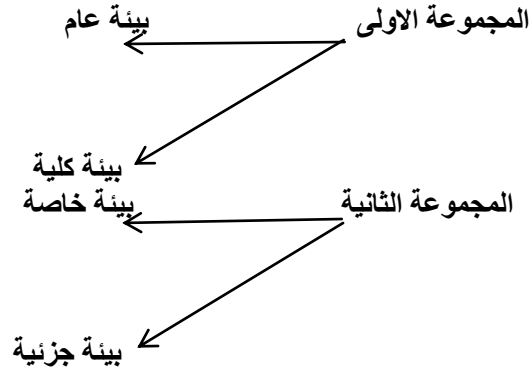 المجموعة الاولى بيئة عام
بيئة كلية
المجموعة الثانية بيئة خاصة
بيئة جزئية